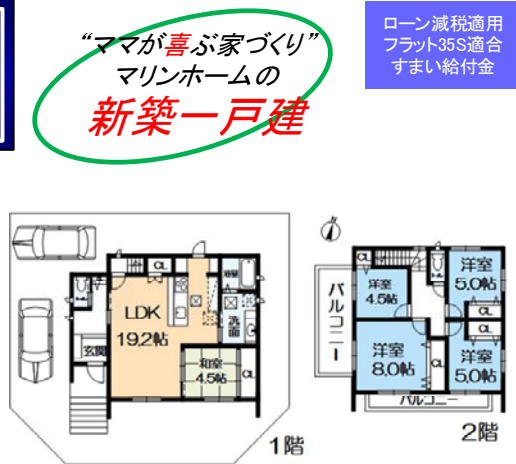 “ママが喜ぶ家づくり”
マリンホームの
新築一戸建
ローン減税適用
フラット35S適合
すまい給付金
CL
浴室
洗面
LDK
19.2帖
玄関
和室
4.5帖
CL
1階
CL
洋室
4.5帖
洋室
5.0帖
CL
CL
バルコニー
洋室
8.0帖
CL
洋室
5.0帖
バルコニー
2階